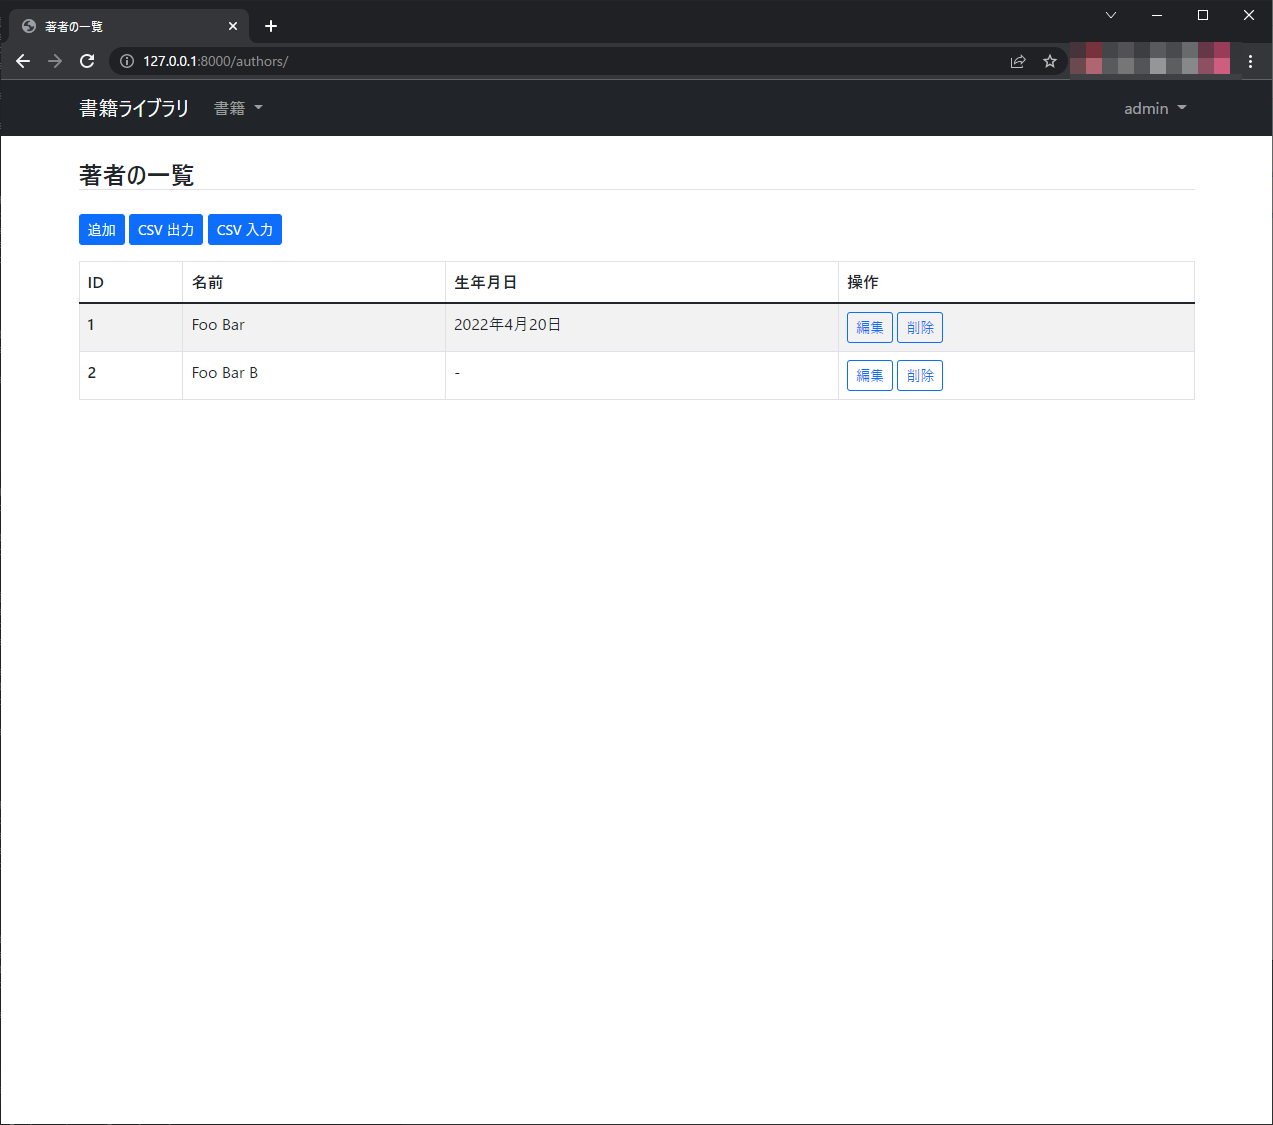 著者の一覧
127.0.0.1:8000/authors/
書籍ライブラリ 書籍 admin
著者の一覧
追加 CSV 出力 CSV 入力
ID 名前 生年月日 操作
1 Foo Bar 2022年4月20日 編集 削除
2 Foo Bar B - 編集 削除